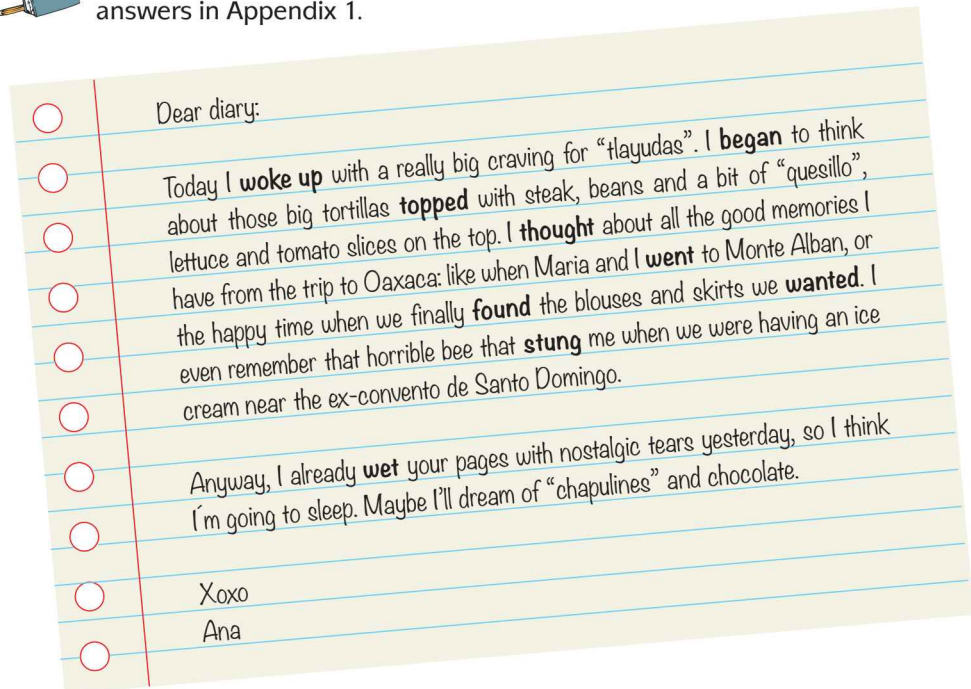 answers in Appendix 1.
Dear diary:
Today I woke up with a really big craving for “tlayudas”. I began to think
about those big tortillas topped with steak, beans and a bit of “quesillo”,
lettuce and tomato slices on the top. I thought about all the good memories I
have from the trip to Oaxaca: like when Maria and I went to Monte Alban, or
the happy time when we finally found the blouses and skirts we wanted. I
even remember that horrible bee that stung me when we were having an ice
cream near the ex-convento de Santo Domingo.
Anyway, I already wet your pages with nostalgic tears yesterday, so I think
I´m going to sleep. Maybe I’ll dream of “chapulines” and chocolate.
Xoxo
Ana